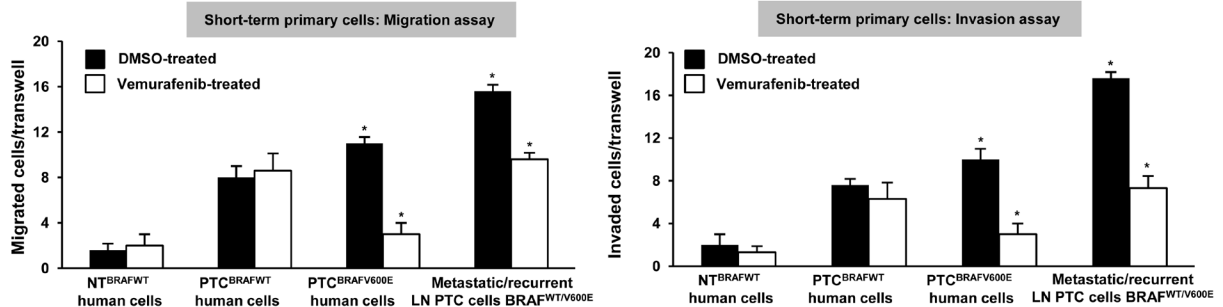 Short-term primary cells: Migration assay
20
16
12
8
4
0
Migrated cells/transwell
DMSO-treated
Vemurafenib-treated
*
*
*
*
NTBRAFWT
human cells
PTCBRAFWT
human cells
PTCBRAFV600E
human cells
Metastatic/recurrent
LN PTC cells BRAFWT/V600E
Short-term primary cells: Invasion assay
20
16
12
8
4
0
Invaded cells/transwell
DMSO-treated
Vemurafenib-treated
*
*
*
*
NTBRAFWT
human cells
PTCBRAFWT
human cells
PTCBRAFV600E
human cells
Metastatic/recurrent
LN PTC cells BRAFWT/V600E